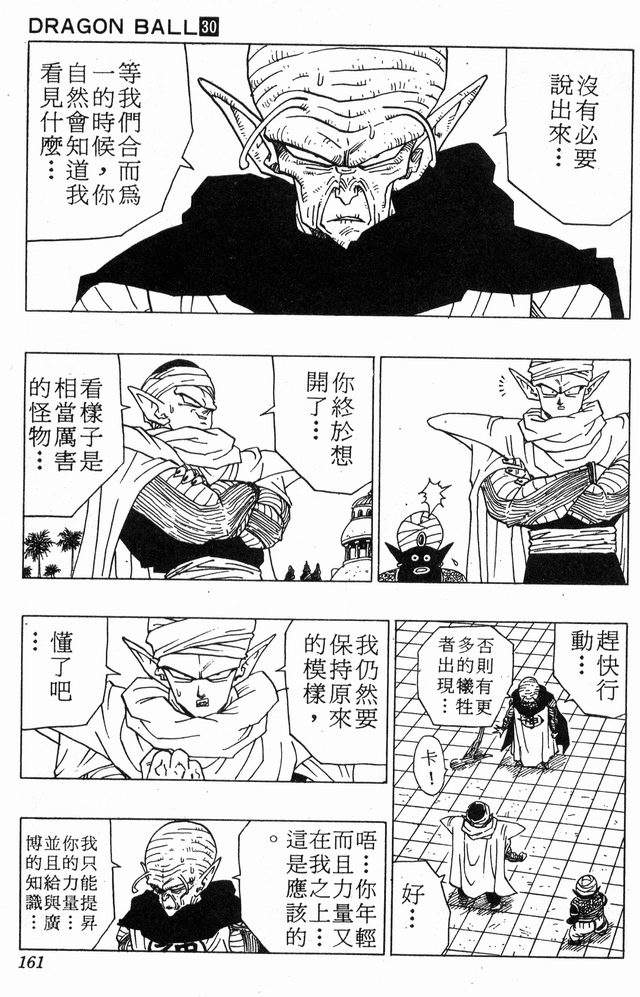 DRAGON BALL 30
沒有必要
說出來…
等我們合而爲
一的時候，你
自然會知道我
看見什麼…
你終於想
開了…
看樣子是
相當厲害
的怪物…
趕快行
動…
否則有更
多的犧牲
者出現…
卡！
好…
我仍然要
保持原來
的模樣，
懂了吧
…
唔…你年輕
而且力量又
在我之上…
這是應該的
。
我只能提昇
你的力量…
並且給與廣
博的知識…
161